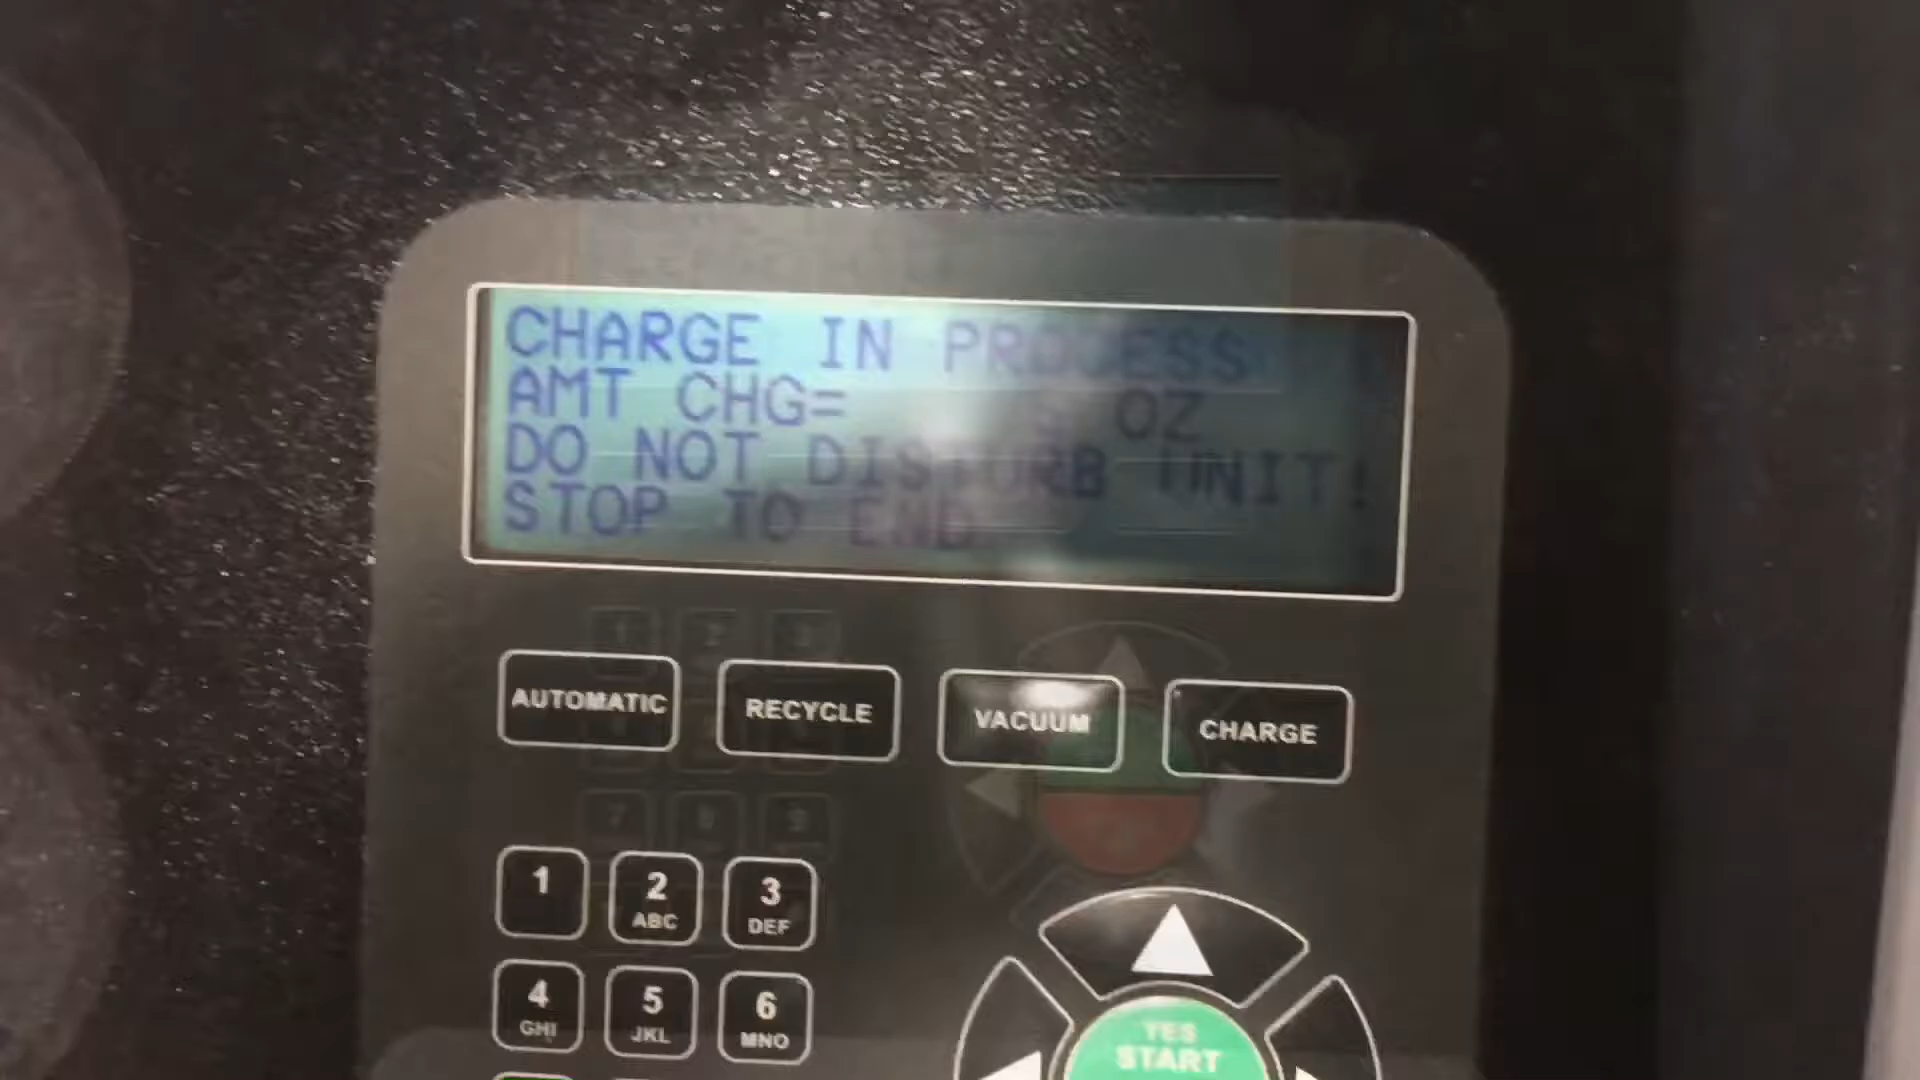 CHARGE IN PROCESS
AMT CHG= OZ
DO NOT DISTURB UNIT!
STOP TO END
AUTOMATIC RECYCLE VACUUM CHARGE
1 2 3
ABC DEF
4 5 6
GHI JKL MNO
YES
START